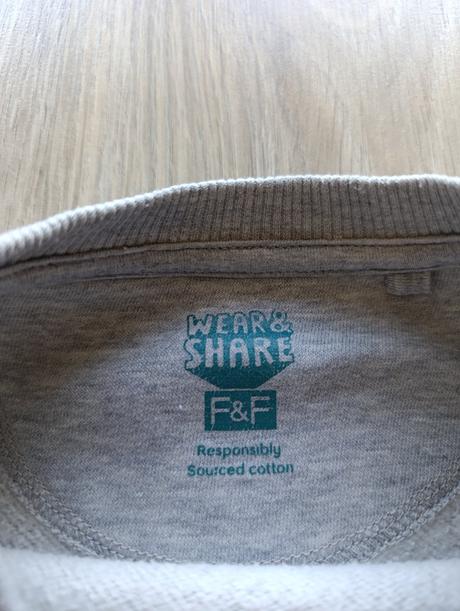 WEAR&
SHARE
F&F
Responsibly
Sourced cotton